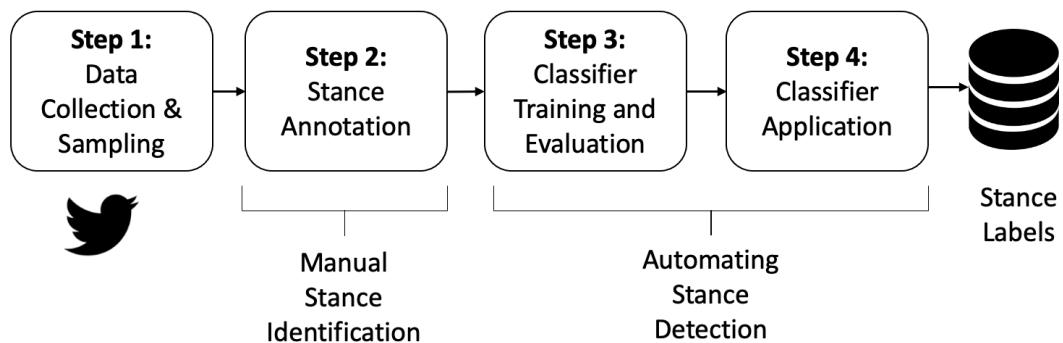 Step 1:
Data
Collection &
Sampling
Step 2:
Stance
Annotation
Step 3:
Classifier
Training and
Evaluation
Step 4:
Classifier
Application
Stance
Labels
Manual
Stance
Identification
Automating
Stance
Detection